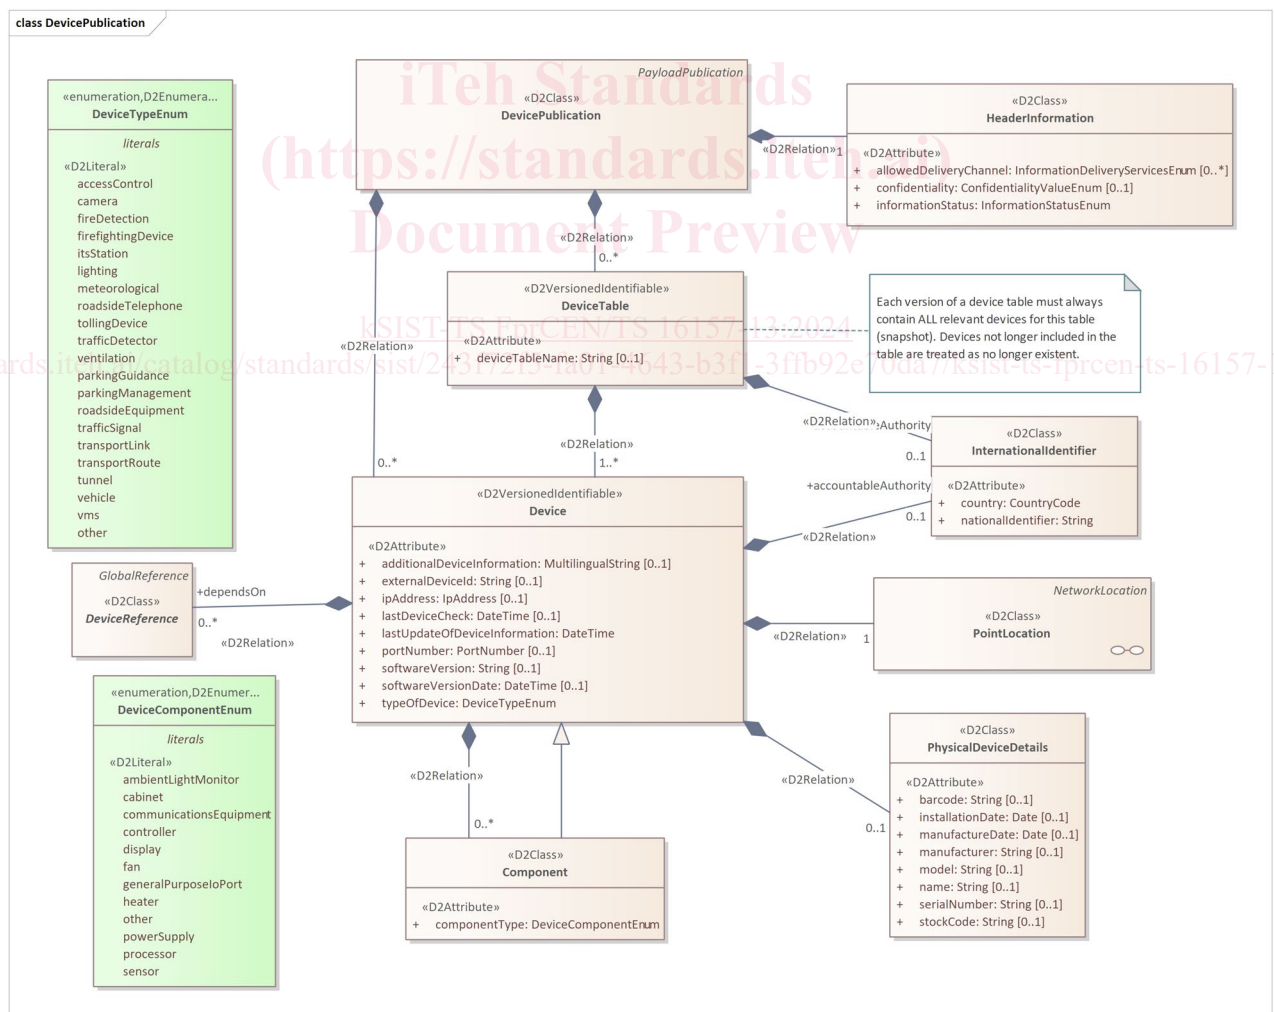 class DevicePublication
iTeh Standards
(https://standards.iteh.ai)
Document Preview
kSIST-TS FprCEN/TS 16157-13:2024
«enumeration,D2Enumera...
DeviceTypeEnum
literals
«D2Literal»
accessControl
camera
fireDetection
firefightingDevice
itsStation
lighting
meteorological
roadsideTelephone
tollingDevice
trafficDetector
ventilation
parkingGuidance
parkingManagement
roadsideEquipment
trafficSignal
transportLink
transportRoute
tunnel
vehicle
vms
other
PayloadPublication
«D2Class»
DevicePublication
«D2Relation»
1
«D2Class»
HeaderInformation
«D2Attribute»
+ allowedDeliveryChannel: InformationDeliveryServicesEnum [0..*]
+ confidentiality: ConfidentialityValueEnum [0..1]
+ informationStatus: InformationStatusEnum
«D2Relation»
0..*
«D2VersionedIdentifiable»
DeviceTable
«D2Attribute»
+ deviceTableName: String [0..1]
Each version of a device table must always
contain ALL relevant devices for this table
(snapshot). Devices not longer included in the
table are treated as no longer existent.
«D2Relation»
0..*
«D2Relation»
1..*
«D2Relation»
Authority
0..1
«D2Class»
InternationalIdentifier
«D2Attribute»
+ country: CountryCode
+ nationalIdentifier: String
+accountableAuthority
0..1
«D2Relation»
«D2VersionedIdentifiable»
Device
«D2Attribute»
+ additionalDeviceInformation: MultilingualString [0..1]
+ externalDeviceId: String [0..1]
+ ipAddress: IpAddress [0..1]
+ lastDeviceCheck: DateTime [0..1]
+ lastUpdateOfDeviceInformation: DateTime
+ portNumber: PortNumber [0..1]
+ softwareVersion: String [0..1]
+ softwareVersionDate: DateTime [0..1]
+ typeOfDevice: DeviceTypeEnum
GlobalReference
«D2Class»
DeviceReference
+dependsOn
0..*
«D2Relation»
NetworkLocation
«D2Class»
PointLocation
«D2Relation»
1
«enumeration,D2Enumer...
DeviceComponentEnum
literals
«D2Literal»
ambientLightMonitor
cabinet
communicationsEquipment
controller
display
fan
generalPurposeIoPort
heater
other
powerSupply
processor
sensor
«D2Relation»
0..*
«D2Class»
Component
«D2Attribute»
+ componentType: DeviceComponentEnum
«D2Relation»
0..1
«D2Class»
PhysicalDeviceDetails
«D2Attribute»
+ barcode: String [0..1]
+ installationDate: Date [0..1]
+ manufactureDate: Date [0..1]
+ manufacturer: String [0..1]
+ model: String [0..1]
+ name: String [0..1]
+ serialNumber: String [0..1]
+ stockCode: String [0..1]